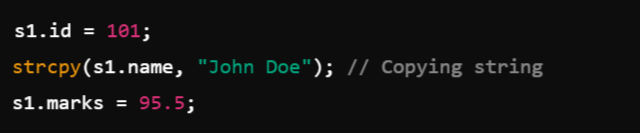 s1.id = 101;
strcpy(s1.name, "John Doe"); // Copying string
s1.marks = 95.5;